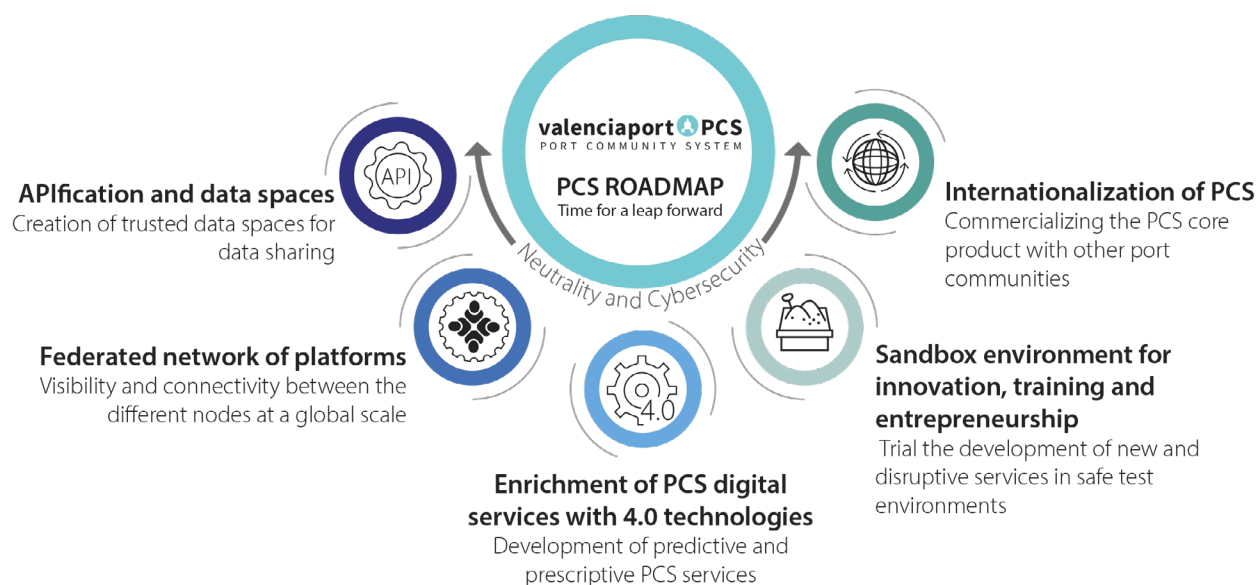 valenciaport PCS
PORT COMMUNITY SYSTEM
PCS ROADMAP
Time for a leap forward
Neutrality and Cybersecurity
API
APIfication and data spaces
Creation of trusted data spaces for
data sharing
Federated network of platforms
Visibility and connectivity between the
different nodes at a global scale
4.0
Enrichment of PCS digital
services with 4.0 technologies
Development of predictive and
prescriptive PCS services
Sandbox environment for
innovation, training and
entrepreneurship
Trial the development of new and
disruptive services in safe test
environments
Internationalization of PCS
Commercializing the PCS core
product with other port
communities